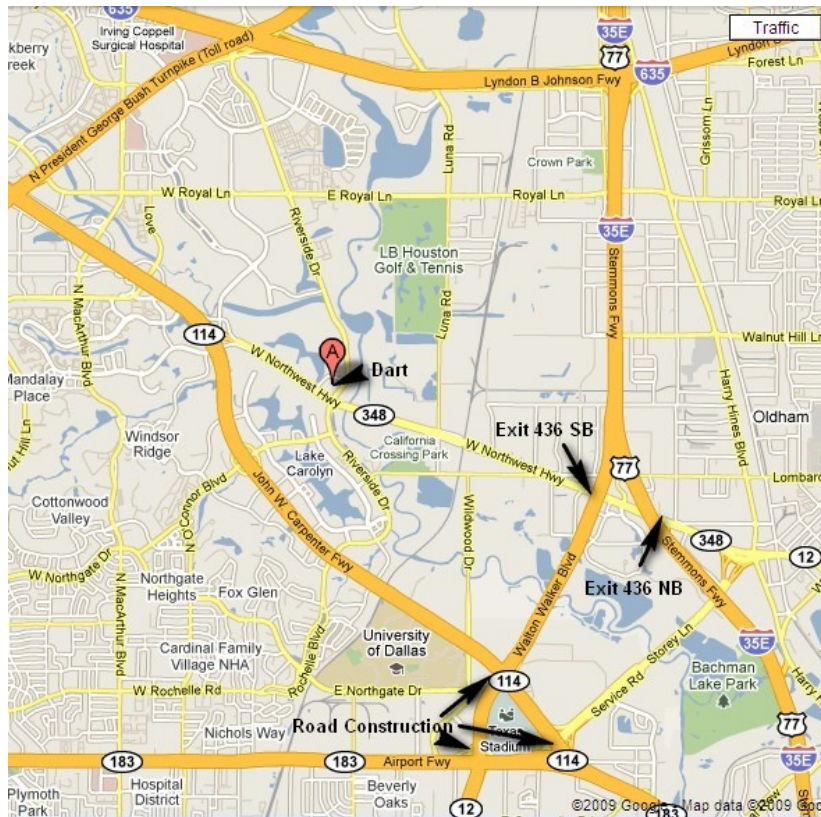 635
Irving Coppell
Surgical Hospital
35E
77
Traffic
Lyndon B Johnson Fwy
635
Forest Ln
N President George Bush Turnpike (Toll road)
Luna Rd
Grissom Ln
Crown Park
W Royal Ln
E Royal Ln
Royal Ln
Love
Riverside Dr
35E
LB Houston
Golf & Tennis
Stemmons Fwy
N MacArthur Blvd
Luna Rd
114
Walnut Hill Ln
A
Dart
Mandalay
Place
W Northwest Hwy
348
Harry Hines Blvd
Oldham
Windsor
Ridge
Exit 436 SB
California
Crossing Park
W Northwest Hwy
77
Lake
Carolyn
Riverside Dr
Cottonwood
Valley
N O'Connor Blvd
John W. Carpenter Fwy
Wildwood Dr
348
12
W Northgate Dr
Northgate
Heights
Fox Glen
Walton Walker Blvd
Exit 436 NB
Stemmons Fwy
N MacArthur Blvd
Cardinal Family
Village NHA
Rochelle Blvd
University
of Dallas
Storey Ln
35E
Bachman
Lake Park
W Rochelle Rd
E Northgate Dr
114
Service Rd
Nichols Way
Road Construction
Texas
Stadium
77
183
183
Airport Fwy
114
35E
Hospital
District
Beverly
Oaks
Plymouth
Park
12
183
©2009 Google - Map data ©2009